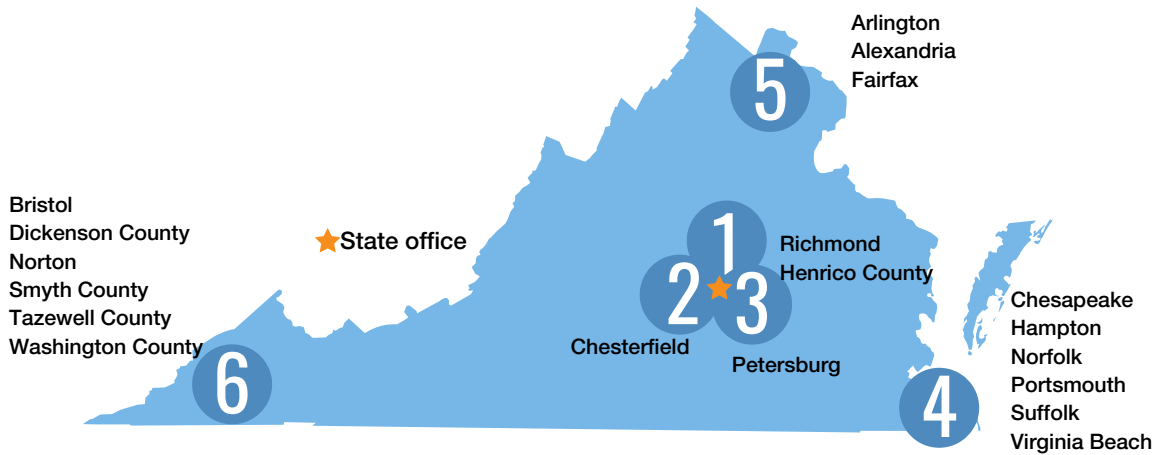 Arlington
Alexandria
Fairfax
5
Bristol
Dickenson County
Norton
Smyth County
Tazewell County
Washington County
State office
1
Richmond
Henrico County
2
3
Chesterfield
Petersburg
6
4
Chesapeake
Hampton
Norfolk
Portsmouth
Suffolk
Virginia Beach